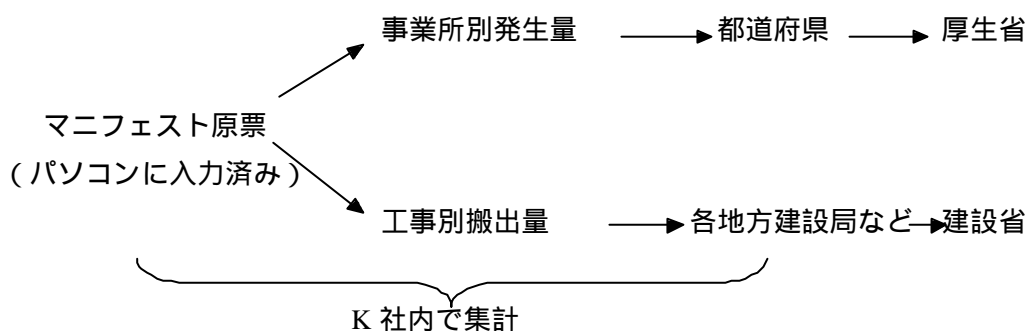 事業所別発生量 都道府県 厚生省
マニフェスト原票
(パソコンに入力済み)
工事別搬出量 各地方建設局など 建設省
K 社内で集計